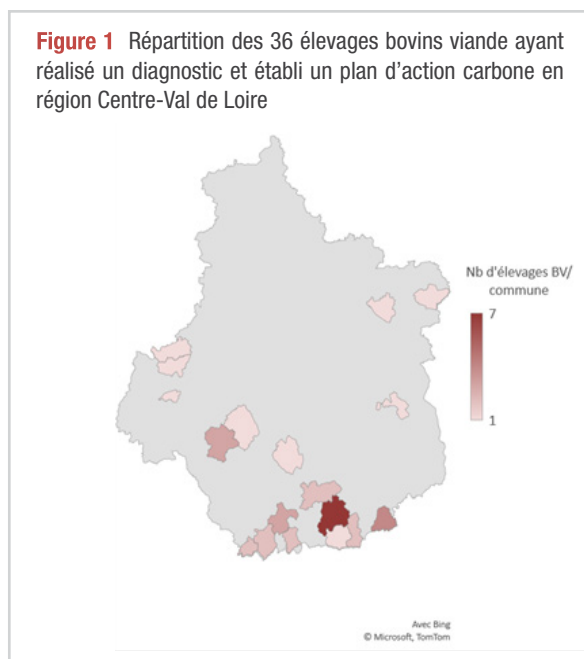 Figure 1 Répartition des 36 élevages bovins viande ayant
réalisé un diagnostic et établi un plan d'action carbone en
région Centre-Val de Loire
Nb d'élevages BV/
commune
7
1
Avec Bing
© Microsoft, TomTom